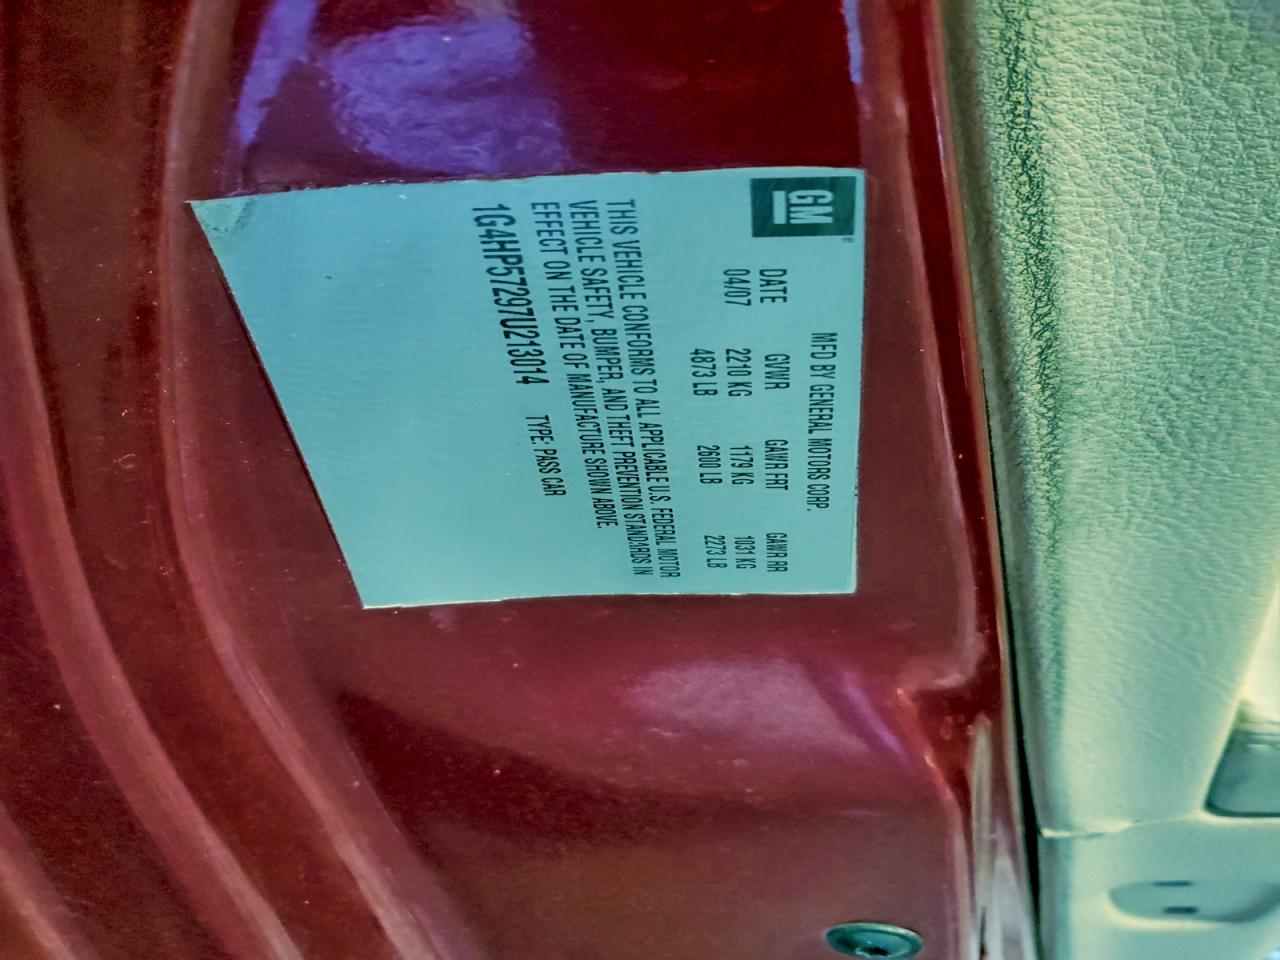 GM
MFD BY GENERAL MOTORS CORP.
DATE GVWR GAWR FRT GAWR RR
04/07 2210 KG 1179 KG 1031 KG
4873 LB 2600 LB 2273 LB
THIS VEHICLE CONFORMS TO ALL APPLICABLE U.S. FEDERAL MOTOR
VEHICLE SAFETY, BUMPER, AND THEFT PREVENTION STANDARDS IN
EFFECT ON THE DATE OF MANUFACTURE SHOWN ABOVE.
1G4HP57297U213014 TYPE: PASS CAR